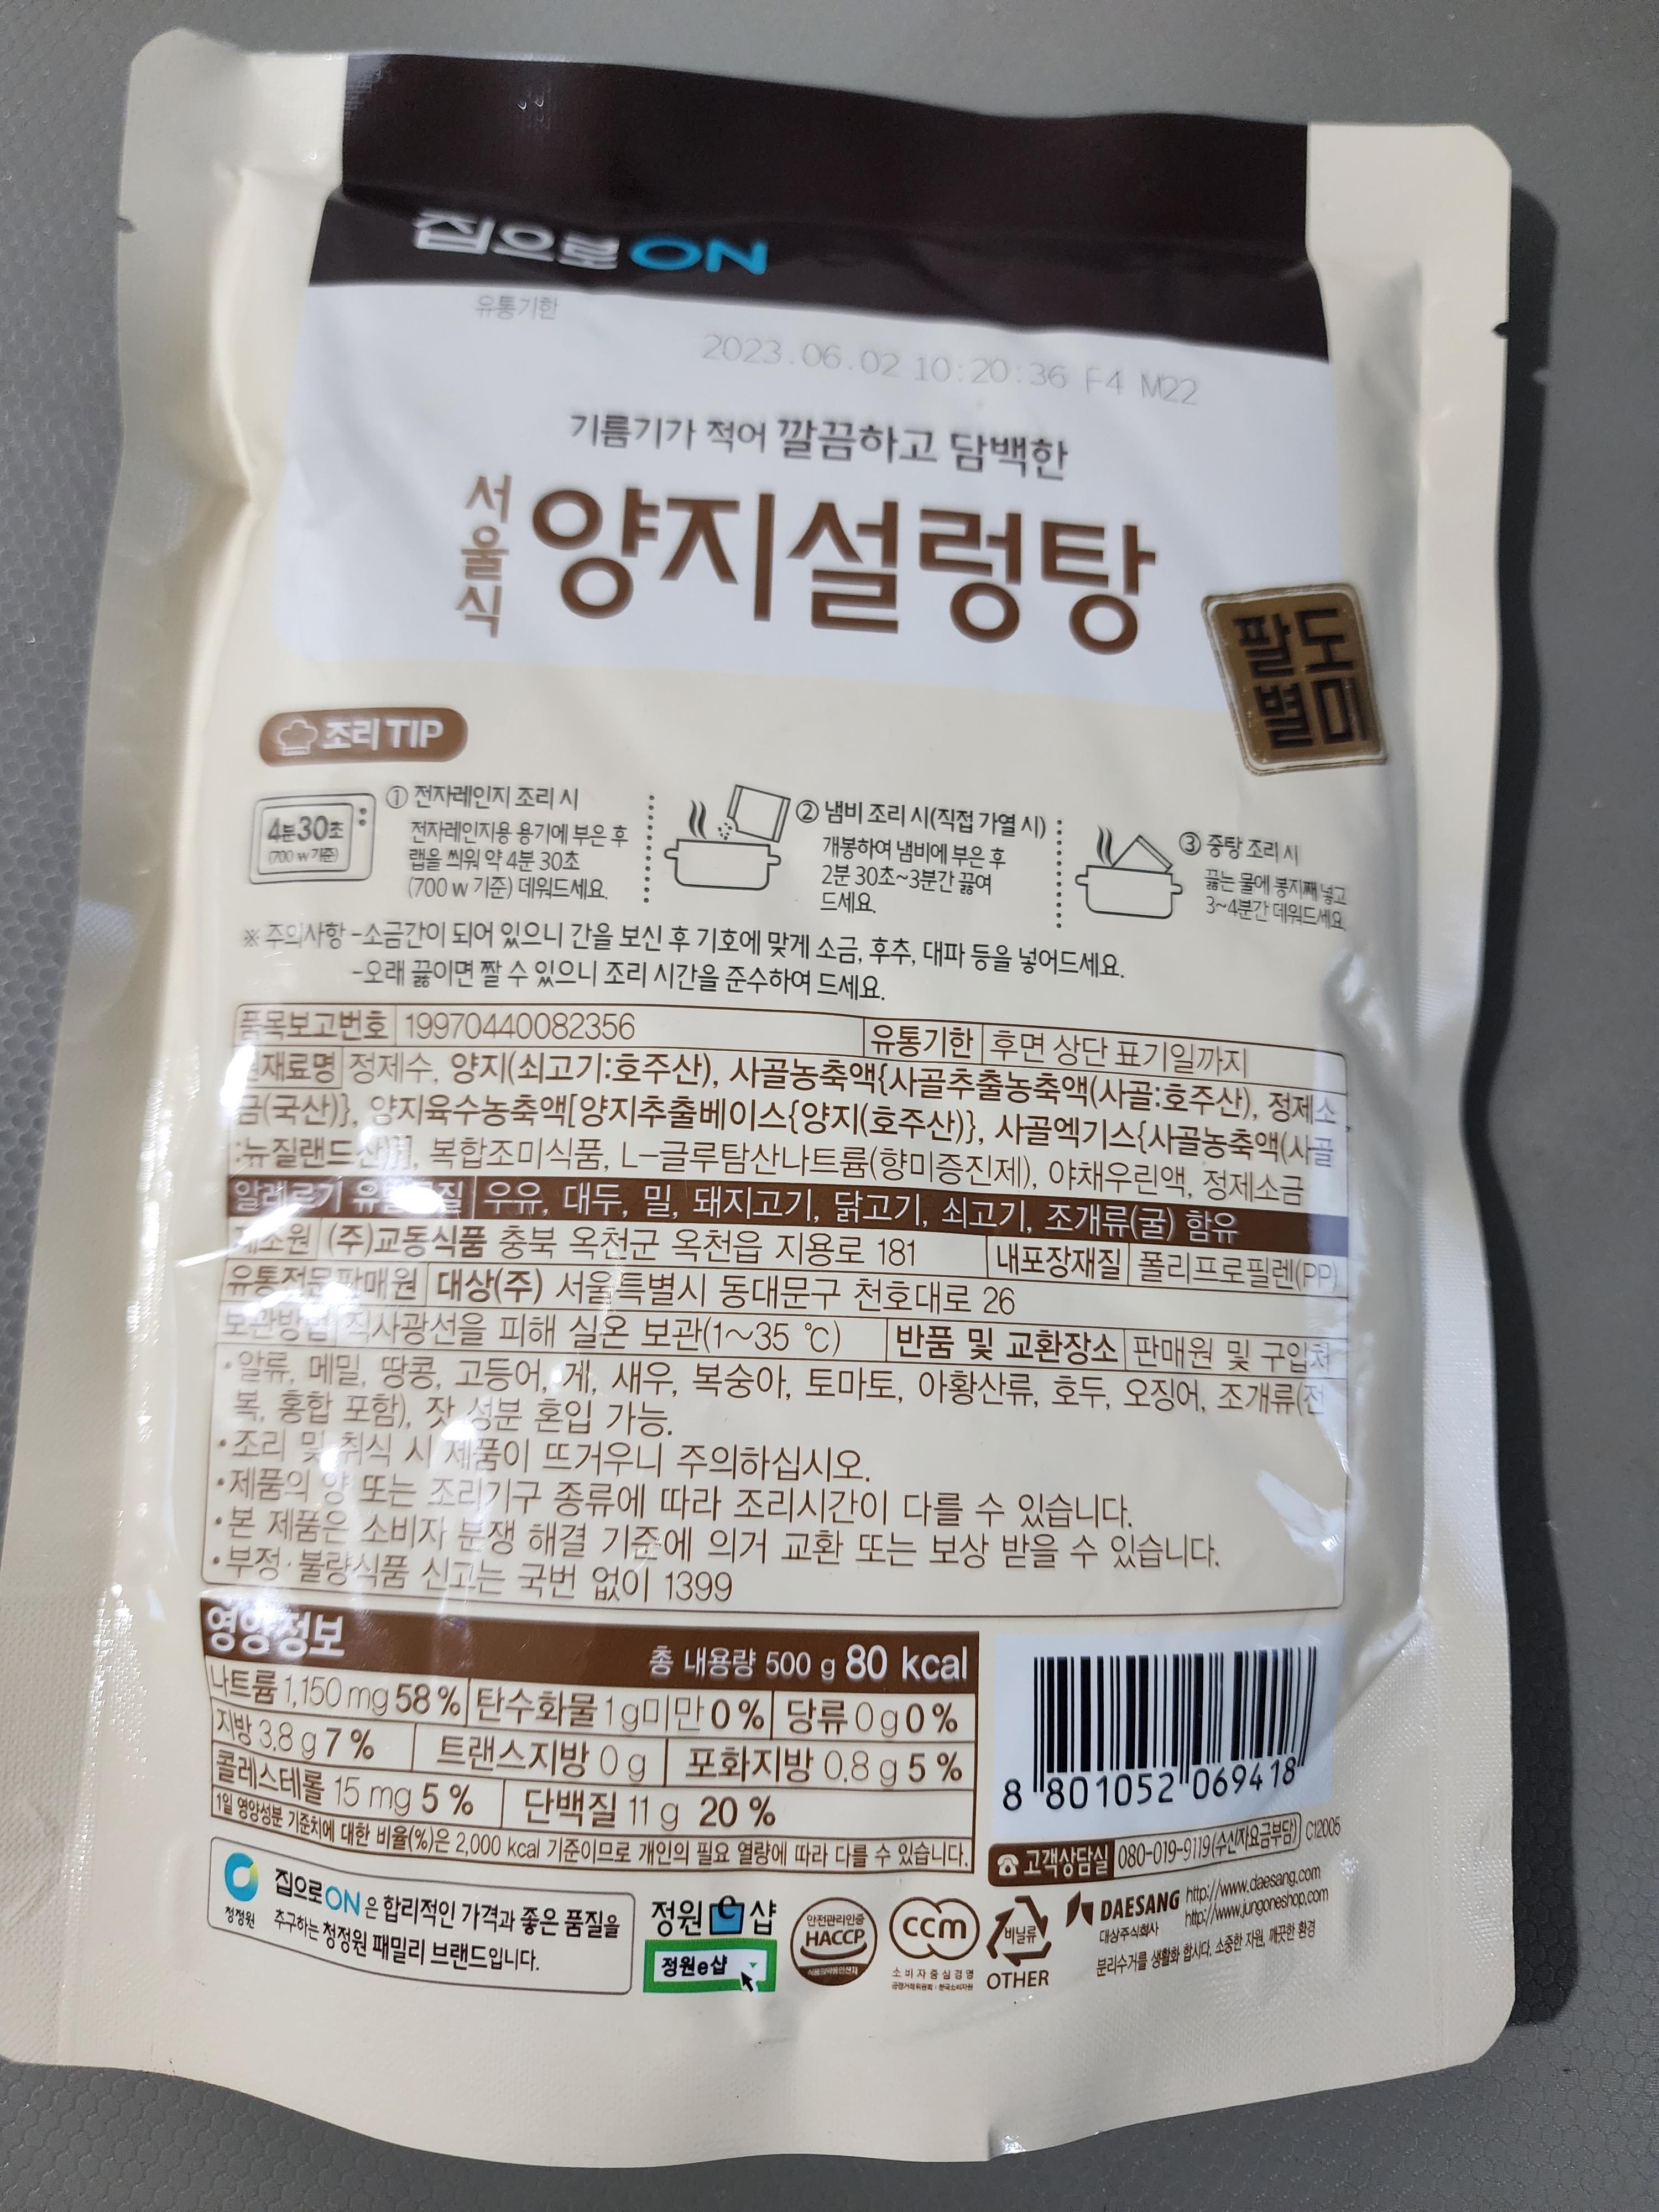 집으로ON
유통기한
2023.06.02 10:20:36 F4 M22
기름기가 적어 깔끔하고 담백한
서울식 양지설렁탕
팔도
별미
조리 TIP
4분30초
(700 w 기준)
① 전자레인지 조리 시
전자레인지용 용기에 부은 후
랩을 씌워 약 4분 30초
(700 w 기준) 데워드세요.
② 냄비 조리 시(직접 가열 시)
개봉하여 냄비에 부은 후
2분 30초~3분간 끓여
드세요.
③ 중탕 조리 시
끓는 물에 봉지째 넣고
3~4분간 데워드세요.
※ 주의사항 -소금간이 되어 있으니 간을 보신 후 기호에 맞게 소금, 후추, 대파 등을 넣어드세요.
-오래 끓이면 짤 수 있으니 조리 시간을 준수하여 드세요.
품목보고번호 19970440082356 유통기한 후면 상단 표기일까지
원재료명 정제수, 양지(쇠고기:호주산), 사골농축액{사골추출농축액(사골:호주산), 정제소
금(국산)}, 양지육수농축액[양지추출베이스{양지(호주산)}, 사골엑기스{사골농축액(사골
:뉴질랜드산)}], 복합조미식품, L-글루탐산나트륨(향미증진제), 야채우린액, 정제소금
알레르기 유발물질 우유, 대두, 밀, 돼지고기, 닭고기, 쇠고기, 조개류(굴) 함유
제조원 (주)교동식품 충북 옥천군 옥천읍 지용로 181 내포장재질 폴리프로필렌(PP)
유통전문판매원 대상(주) 서울특별시 동대문구 천호대로 26
보관방법 직사광선을 피해 실온 보관(1~35 ℃) 반품 및 교환장소 판매원 및 구입처
•알류, 메밀, 땅콩, 고등어, 게, 새우, 복숭아, 토마토, 아황산류, 호두, 오징어, 조개류(전
복, 홍합 포함), 잣 성분 혼입 가능.
•조리 및 취식 시 제품이 뜨거우니 주의하십시오.
•제품의 양 또는 조리기구 종류에 따라 조리시간이 다를 수 있습니다.
•본 제품은 소비자 분쟁 해결 기준에 의거 교환 또는 보상 받을 수 있습니다.
•부정·불량식품 신고는 국번 없이 1399
영양정보 총 내용량 500 g 80 kcal
나트륨 1,150 mg 58 % 탄수화물 1 g미만 0 % 당류 0 g 0 %
지방 3.8 g 7 % 트랜스지방 0 g 포화지방 0.8 g 5 %
콜레스테롤 15 mg 5 % 단백질 11 g 20 %
1일 영양성분 기준치에 대한 비율(%)은 2,000 kcal 기준이므로 개인의 필요 열량에 따라 다를 수 있습니다.
8 801052 069418
고객상담실 080-019-9119(수신자요금부담) C12005
청정원
집으로ON은 합리적인 가격과 좋은 품질을
추구하는 청정원 패밀리 브랜드입니다.
정원e샵
정원e샵
안전관리인증
HACCP
식품의약품안전처
ccm
소비자중심경영
공정거래위원회 · 한국소비자원
비닐류
OTHER
DAESANG
대상주식회사
http://www.daesang.com
http://www.jungoneshop.com
분리수거를 생활화 합시다. 소중한 자원, 깨끗한 환경